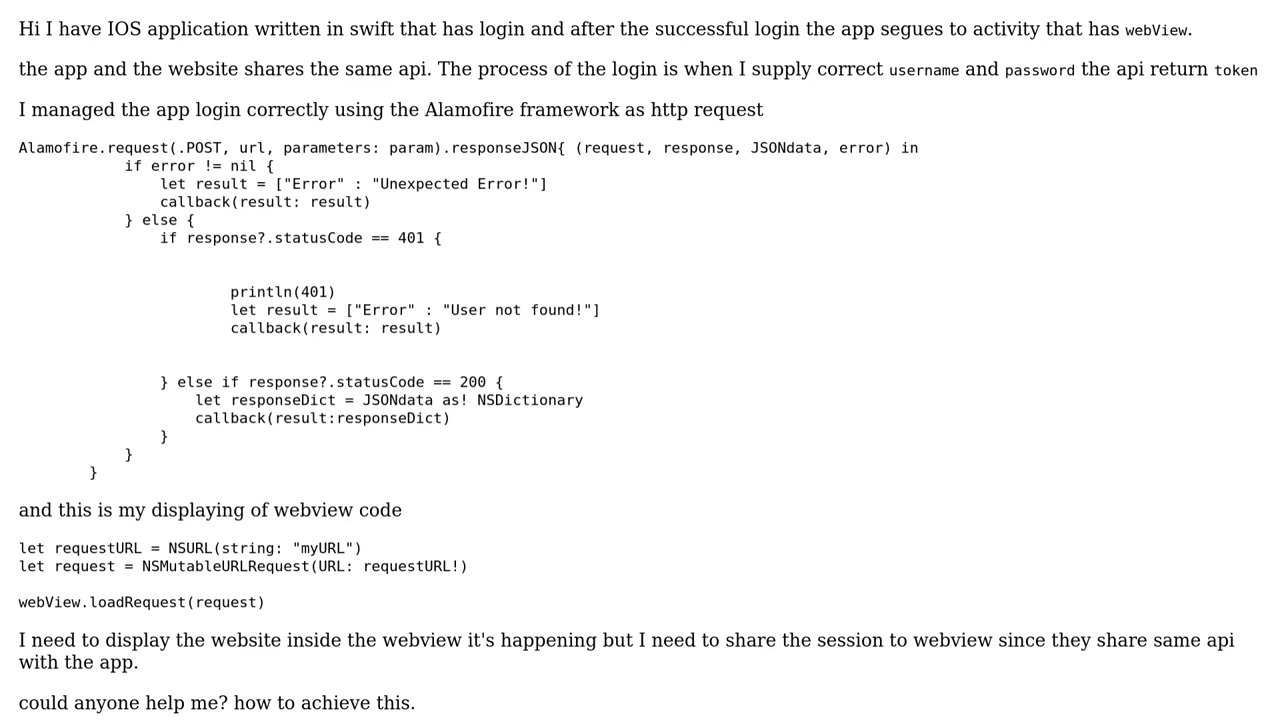 Hi I have IOS application written in swift that has login and after the successful login the app segues to activity that has webView.
the app and the website shares the same api. The process of the login is when I supply correct username and password the api return token
I managed the app login correctly using the Alamofire framework as http request
Alamofire.request(.POST, url, parameters: param).responseJSON{ (request, response, JSONdata, error) in
            if error != nil {
                let result = ["Error" : "Unexpected Error!"]
                callback(result: result)
            } else {
                if response?.statusCode == 401 {
                        println(401)
                        let result = ["Error" : "User not found!"]
                        callback(result: result)
                } else if response?.statusCode == 200 {
                    let responseDict = JSONdata as! NSDictionary
                    callback(result:responseDict)
                }
            }
        }
and this is my displaying of webview code
let requestURL = NSURL(string: "myURL")
let request = NSMutableURLRequest(URL: requestURL!)
webView.loadRequest(request)
I need to display the website inside the webview it's happening but I need to share the session to webview since they share same api
with the app.
could anyone help me? how to achieve this.